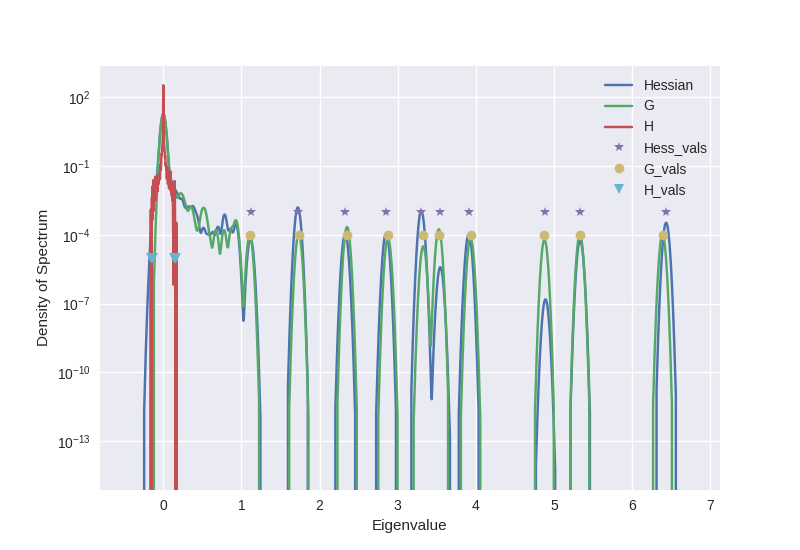 Hessian
G
H
Hess_vals
G_vals
H_vals
10^2
10^-1
10^-4
10^-7
10^-10
10^-13
Density of Spectrum
0 1 2 3 4 5 6 7
Eigenvalue